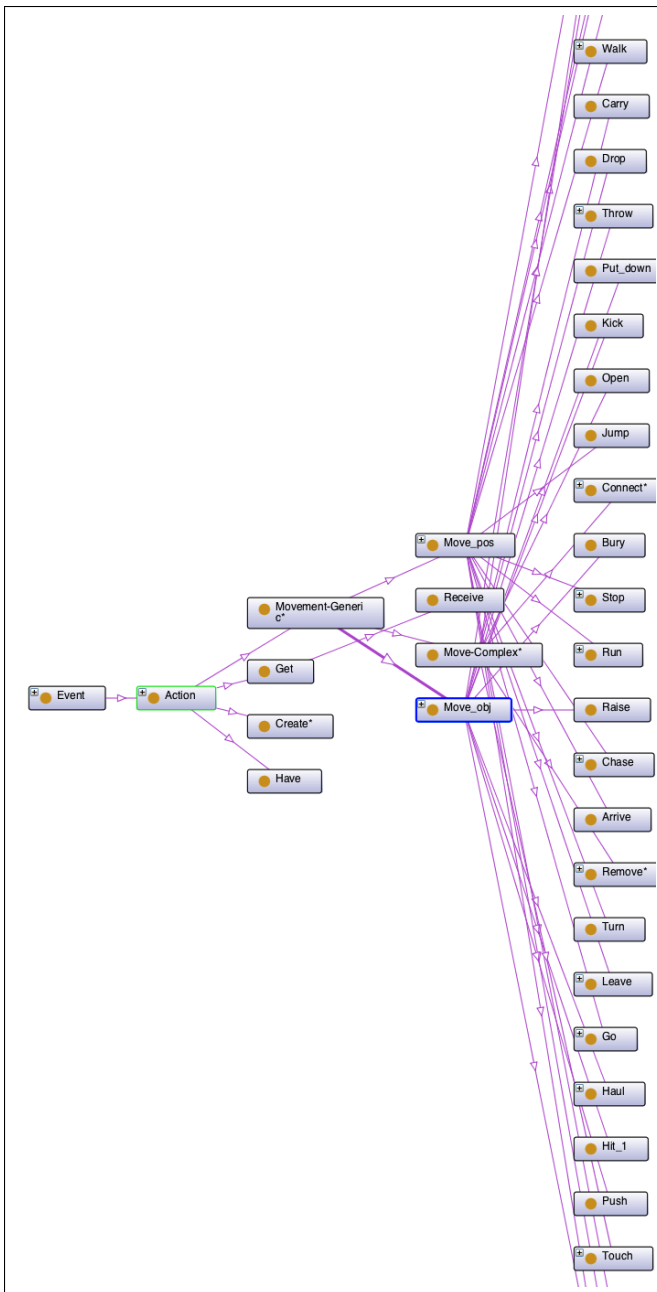 Event
Action
Movement-Generi
c*
Get
Create*
Have
Move_pos
Receive
Move-Complex*
Move_obj
Walk
Carry
Drop
Throw
Put_down
Kick
Open
Jump
Connect*
Bury
Stop
Run
Raise
Chase
Arrive
Remove*
Turn
Leave
Go
Haul
Hit_1
Push
Touch